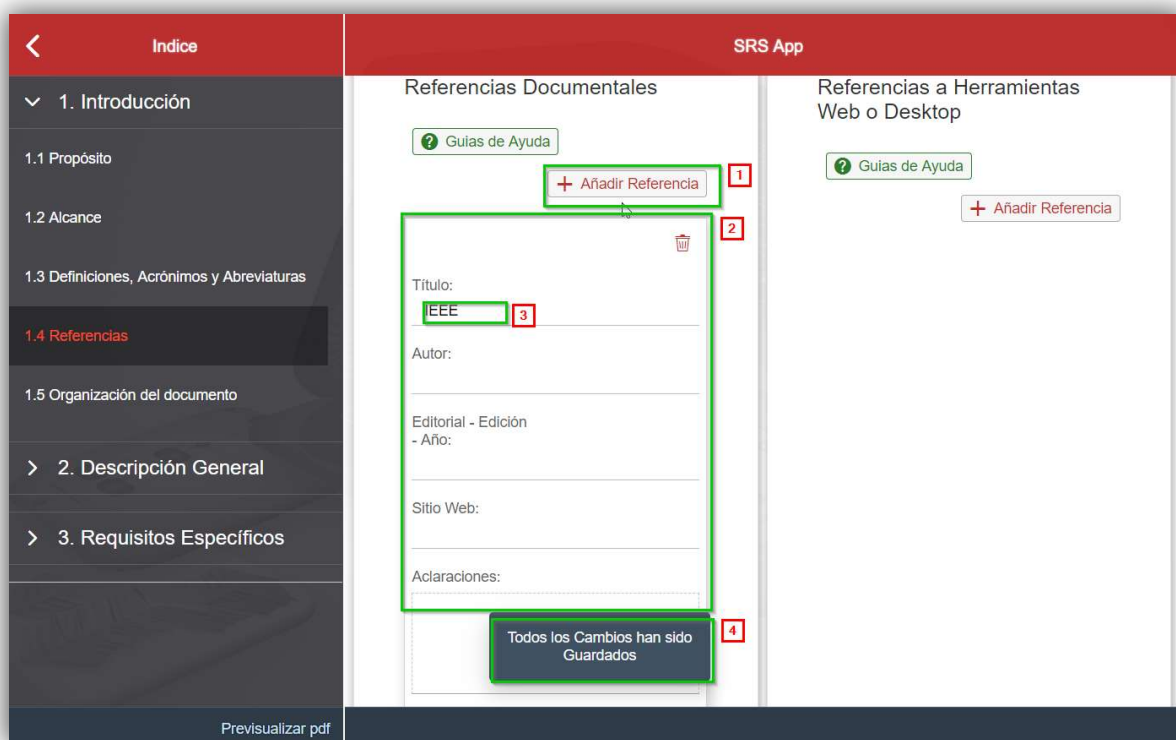 Indice
SRS App
1. Introducción
1.1 Propósito
1.2 Alcance
1.3 Definiciones, Acrónimos y Abreviaturas
1.4 Referencias
1.5 Organización del documento
2. Descripción General
3. Requisitos Específicos
Previsualizar pdf
Referencias Documentales
Guias de Ayuda
Añadir Referencia
1
2
Título:
IEEE
3
Autor:
Editorial - Edición
- Año:
Sitio Web:
Aclaraciones:
Todos los Cambios han sido
Guardados
4
Referencias a Herramientas
Web o Desktop
Guias de Ayuda
Añadir Referencia